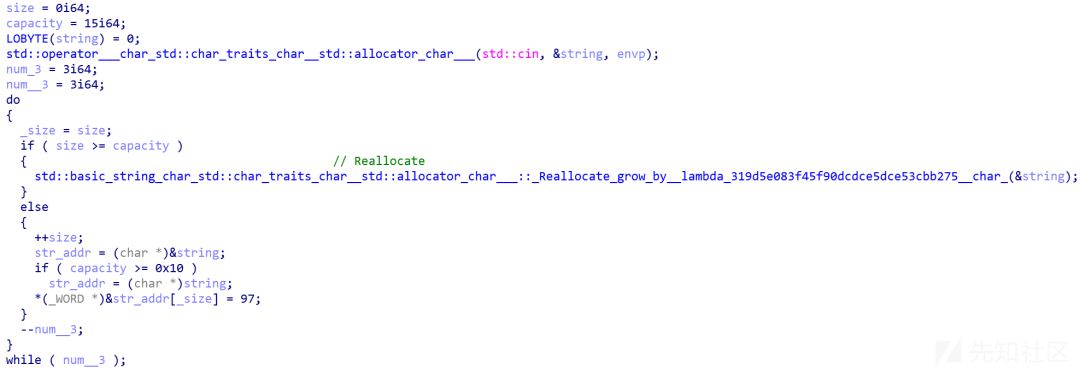 size = 0i64;
capacity = 15i64;
LOBYTE(string) = 0;
std::operator___char_std::char_traits_char__std::allocator_char___(std::cin, &string, envp);
num_3 = 3i64;
num__3 = 3i64;
do
{
_size = size;
if ( size >= capacity )
{ // Reallocate
std::basic_string_char_std::char_traits_char__std::allocator_char___::_Reallocate_grow_by__lambda_319d5e083f45f90dcdce5dce53cbb275__char_(&string);
}
else
{
++size;
str_addr = (char *)&string;
if ( capacity >= 0x10 )
str_addr = (char *)string;
*(_WORD *)&str_addr[_size] = 97;
}
--num__3;
}
while ( num__3 );
先知社区